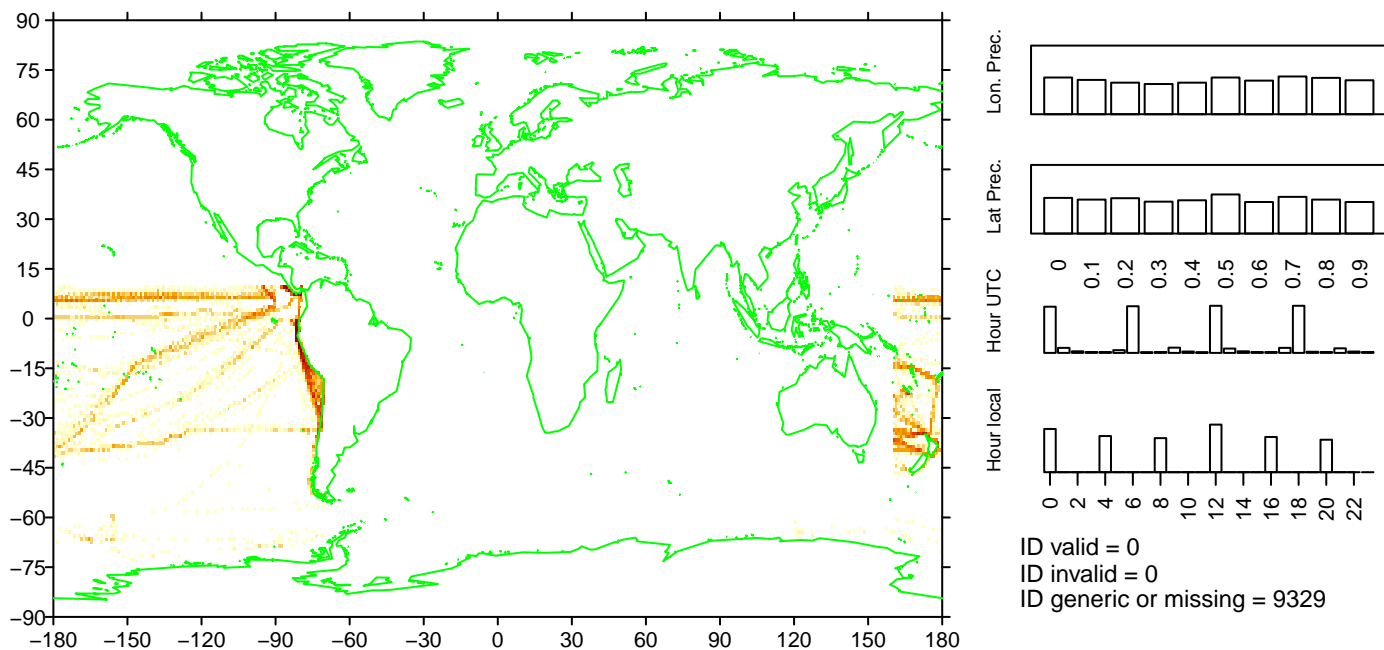 90
75
60
45
30
15
0
−15
−30
−45
−60
−75
−90
−180 −150 −120 −90 −60 −30 0 30 60 90 120 150 180
Lon. Prec.
Lat Prec.
0 0.1 0.2 0.3 0.4 0.5 0.6 0.7 0.8 0.9
Hour UTC
Hour local
0 2 4 6 8 10 12 14 16 18 20 22
ID valid = 0
ID invalid = 0
ID generic or missing = 9329